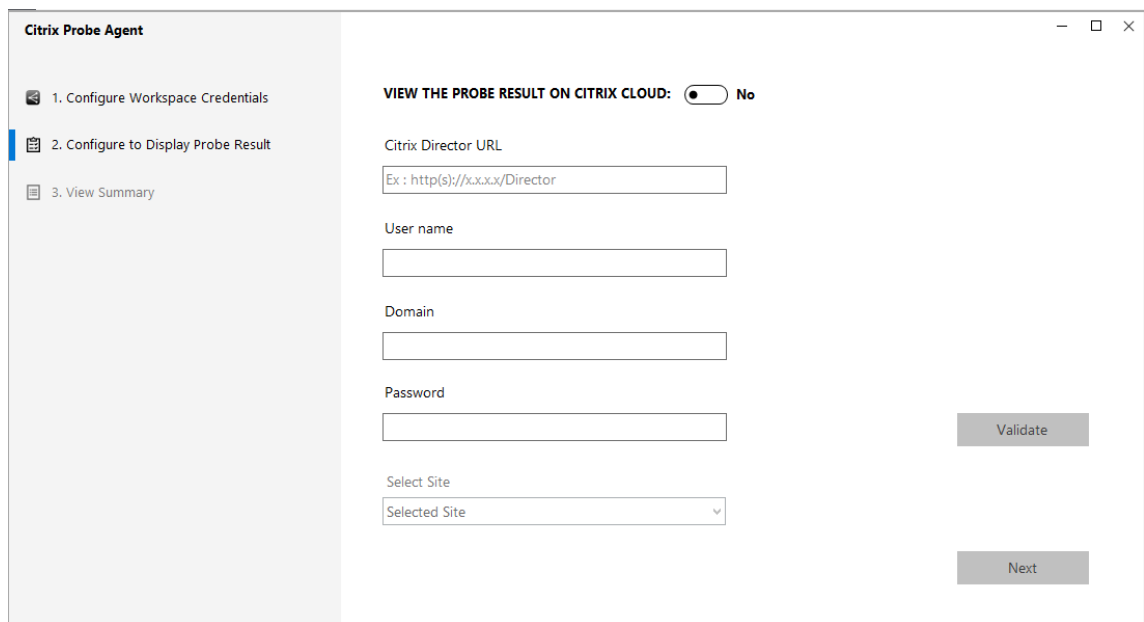 Citrix Probe Agent
1. Configure Workspace Credentials
2. Configure to Display Probe Result
3. View Summary
VIEW THE PROBE RESULT ON CITRIX CLOUD: No
Citrix Director URL
Ex : http(s)://x.x.x.x/Director
User name
Domain
Password
Validate
Select Site
Selected Site
Next